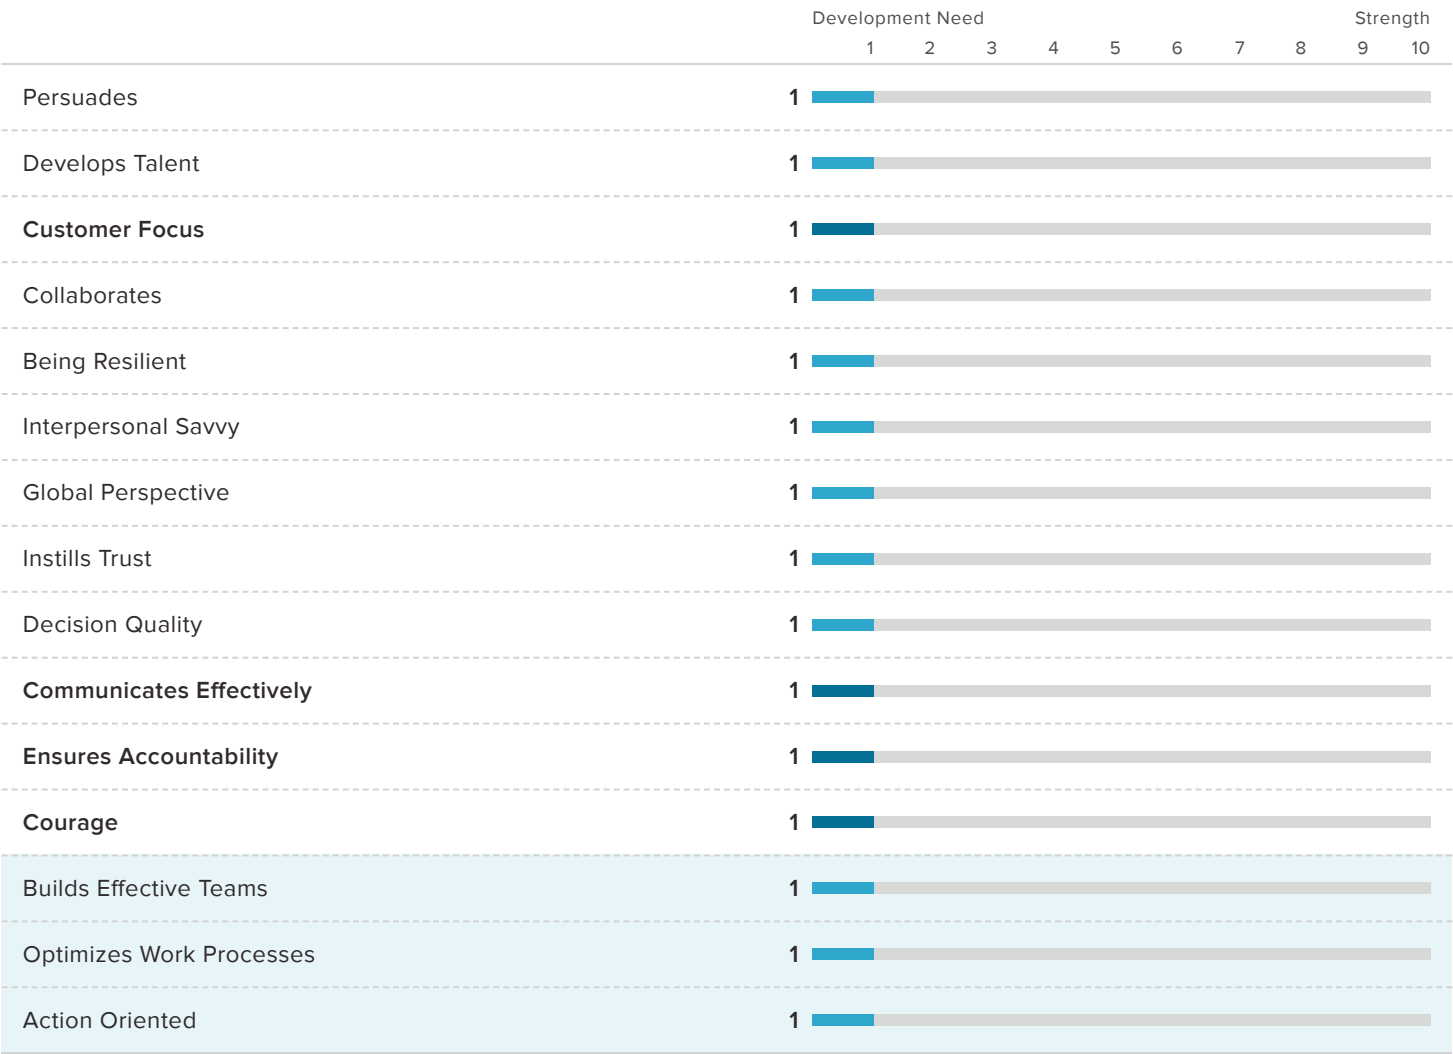 Development Need Strength
1 2 3 4 5 6 7 8 9 10
Persuades 1
Develops Talent 1
Customer Focus 1
Collaborates 1
Being Resilient 1
Interpersonal Savvy 1
Global Perspective 1
Instills Trust 1
Decision Quality 1
Communicates Effectively 1
Ensures Accountability 1
Courage 1
Builds Effective Teams 1
Optimizes Work Processes 1
Action Oriented 1